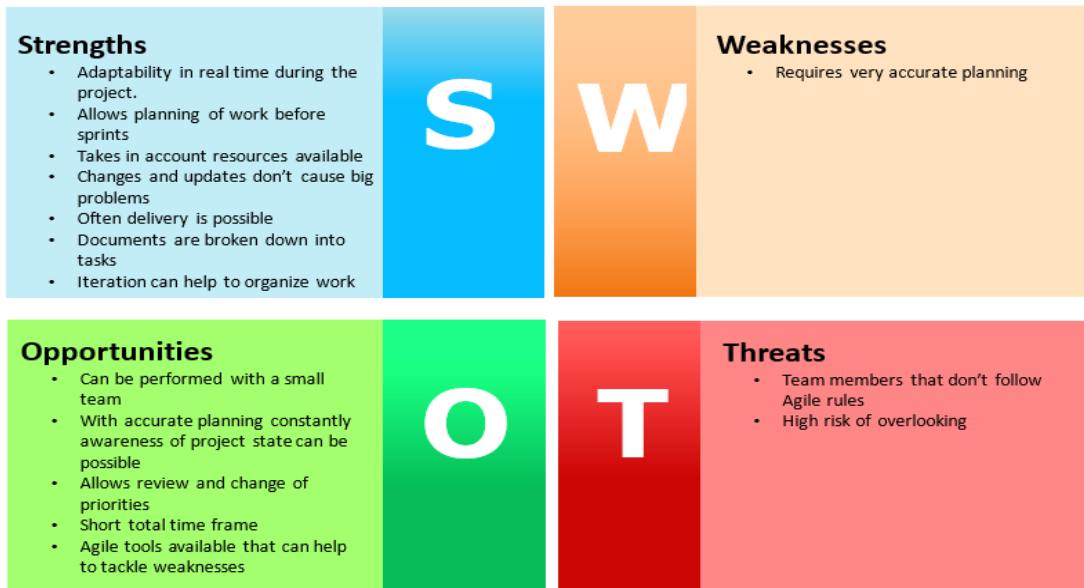 Strengths
• Adaptability in real time during the
project.
• Allows planning of work before
sprints
• Takes in account resources available
• Changes and updates don’t cause big
problems
• Often delivery is possible
• Documents are broken down into
tasks
• Iteration can help to organize work
S
W
Weaknesses
• Requires very accurate planning
Opportunities
• Can be performed with a small
team
• With accurate planning constantly
awareness of project state can be
possible
• Allows review and change of
priorities
• Short total time frame
• Agile tools available that can help
to tackle weaknesses
O
T
Threats
• Team members that don’t follow
Agile rules
• High risk of overlooking